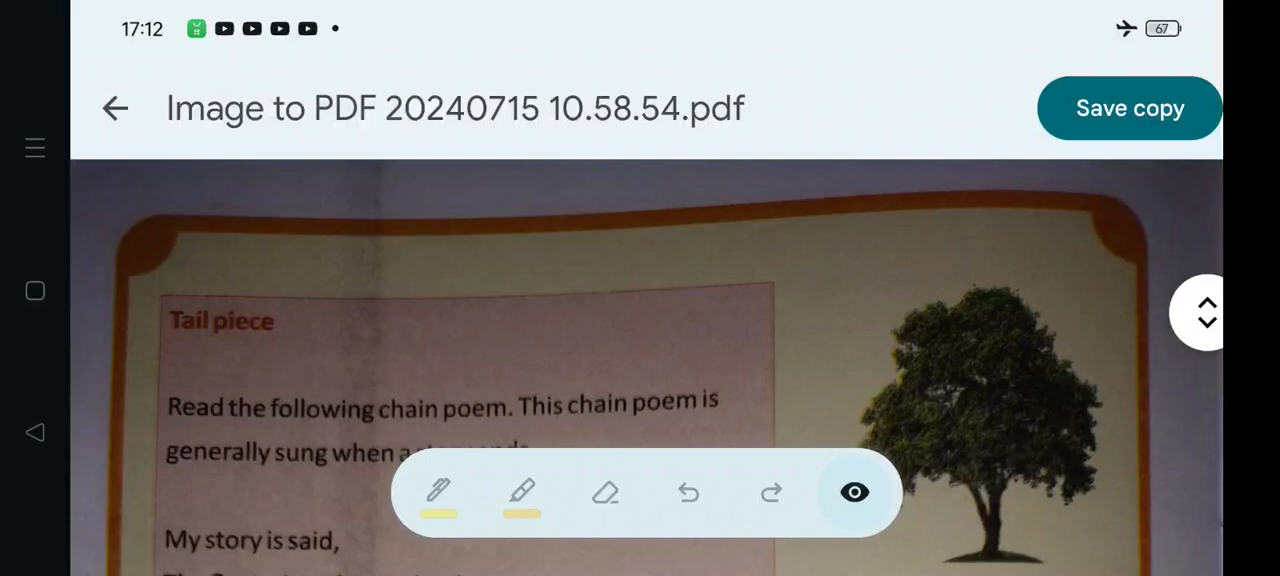 17:12
67
Image to PDF 20240715 10.58.54.pdf
Save copy
Tail piece
Read the following chain poem. This chain poem is
generally sung when a
My story is said,